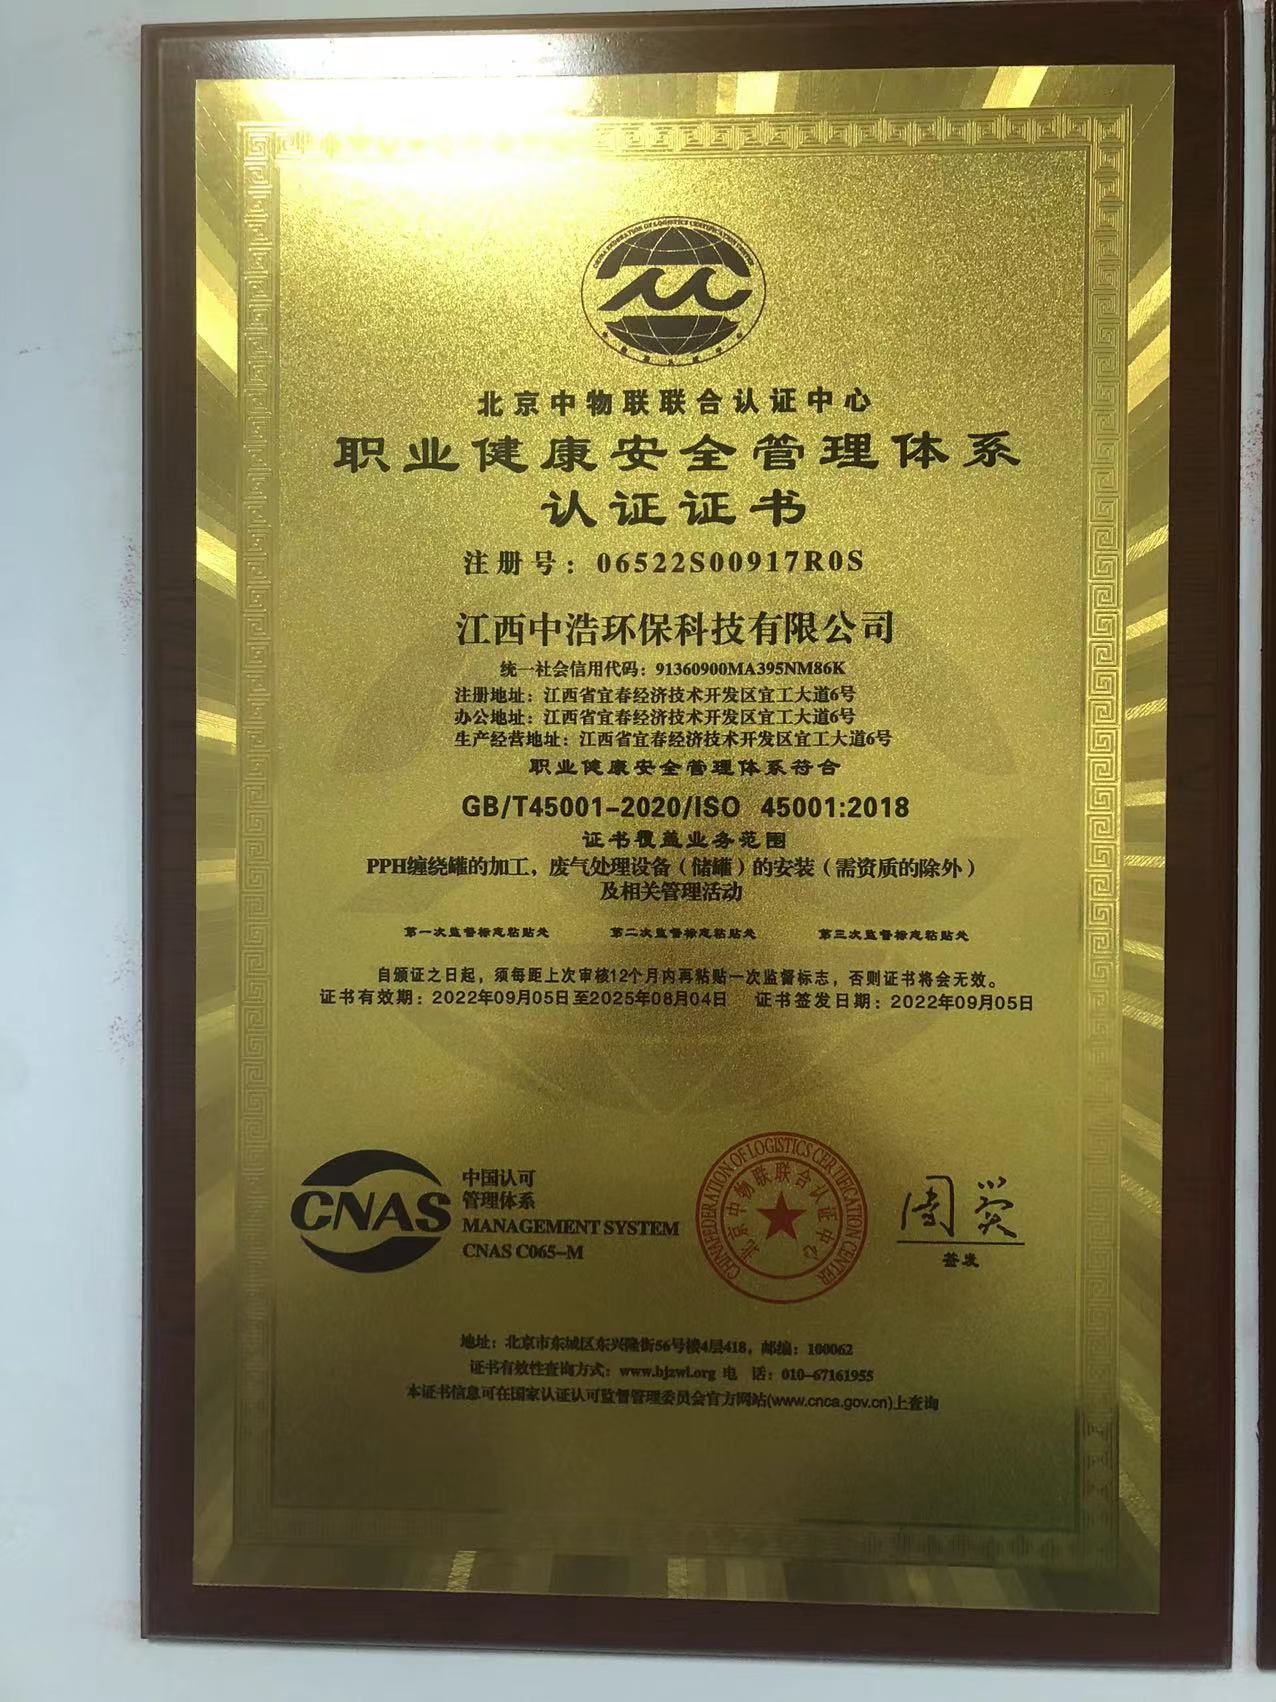 北京中物联联合认证中心
职业健康安全管理体系
认证证书
注册号：06522S00917R0S
江西中浩环保科技有限公司
统一社会信用代码：91360900MA395NM86K
注册地址：江西省宜春经济技术开发区宜工大道6号
办公地址：江西省宜春经济技术开发区宜工大道6号
生产经营地址：江西省宜春经济技术开发区宜工大道6号
职业健康安全管理体系符合
GB/T45001-2020/ISO 45001:2018
证书覆盖业务范围
PPH缠绕罐的加工，废气处理设备（储罐）的安装（需资质的除外）
及相关管理活动
第一次监督标志粘贴处 第二次监督标志粘贴处 第三次监督标志粘贴处
自颁证之日起，须每距上次审核12个月内再粘贴一次监督标志，否则证书将会无效。
证书有效期：2022年09月05日至2025年08月04日 证书签发日期：2022年09月05日
CNAS
中国认可
管理体系
MANAGEMENT SYSTEM
CNAS C065-M
CHINA FEDERATION OF LOGISTICS CERTIFICATION CENTER
北京中物联联合认证中心
签发
地址：北京市东城区东兴隆街56号楼4层418，邮编：100062
证书有效性查询方式：www.bjzwl.org 电 话：010-67161955
本证书信息可在国家认证认可监督管理委员会官方网站(www.cnca.gov.cn)上查询